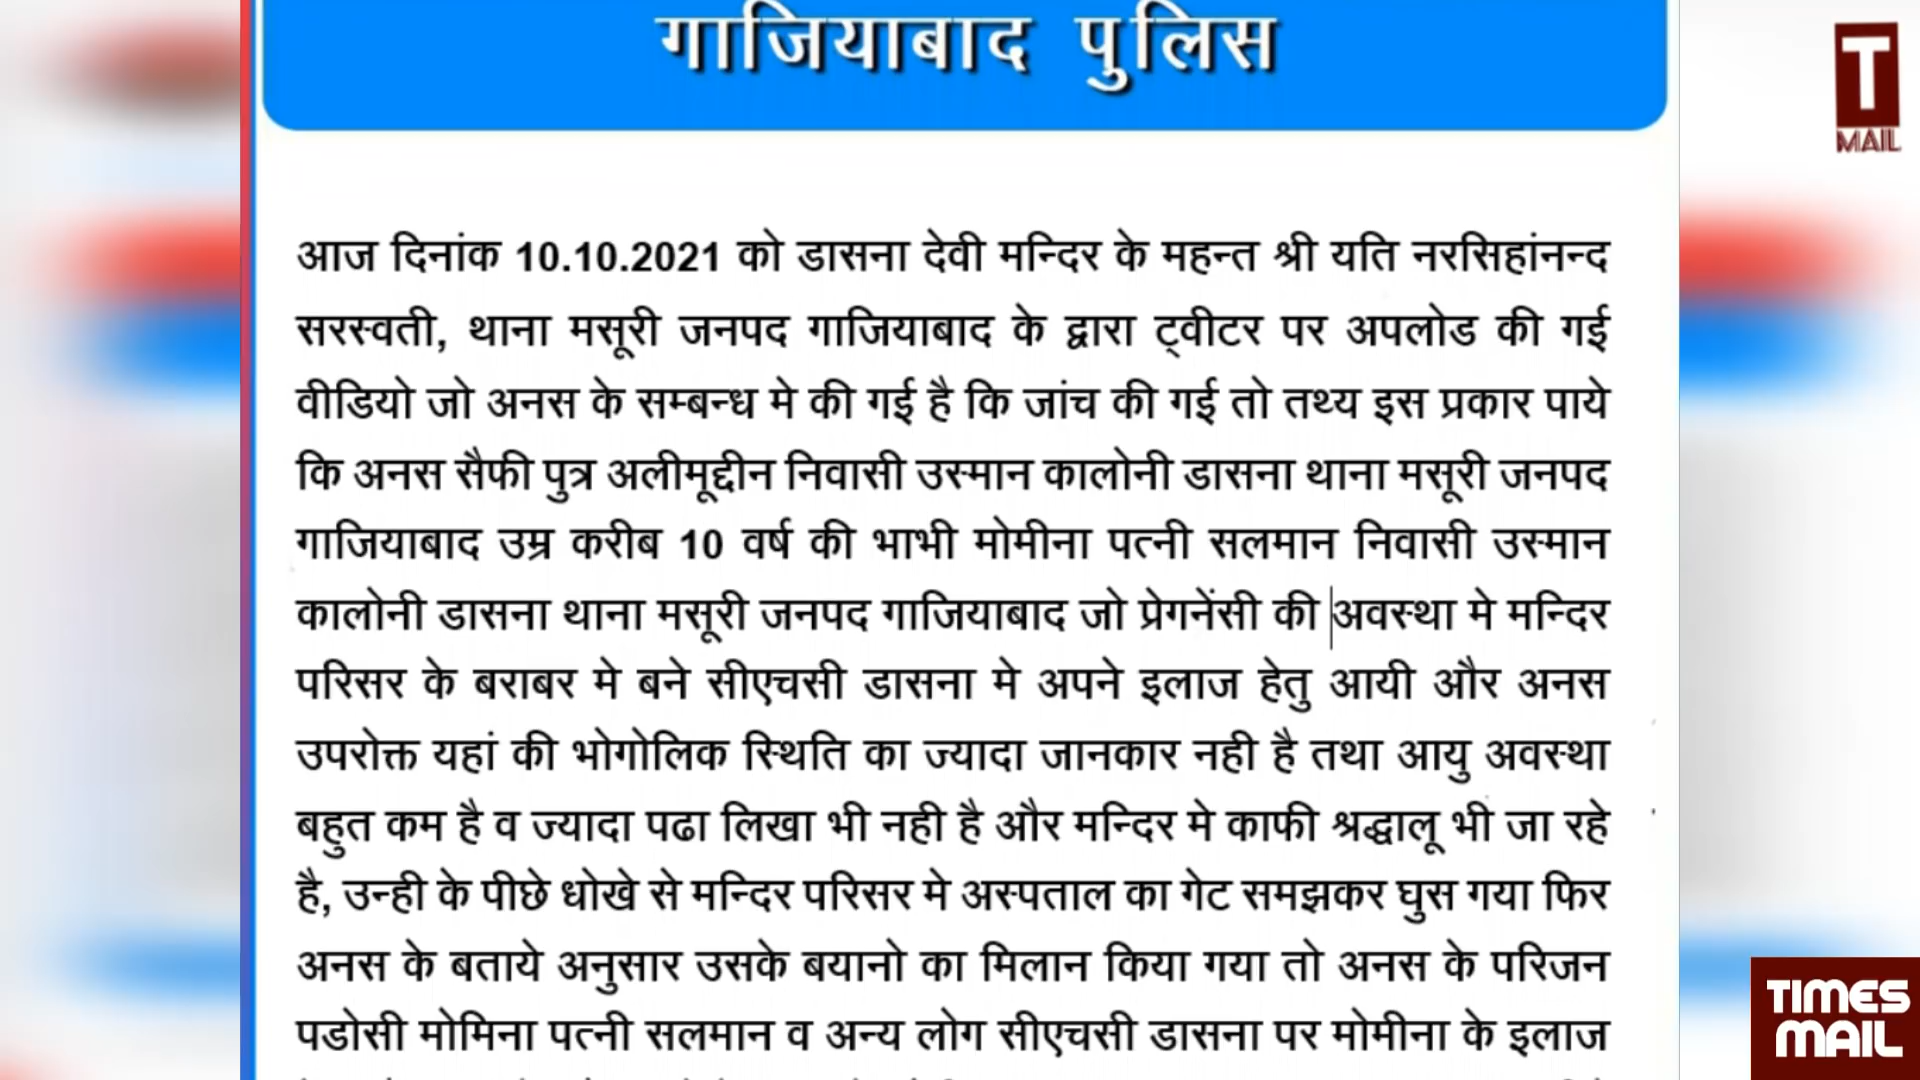 गाजियाबाद पुलिस
T
MAIL
आज दिनांक 10.10.2021 को डासना देवी मन्दिर के महन्त श्री यति नरसिहांनन्द
सरस्वती, थाना मसूरी जनपद गाजियाबाद के द्वारा ट्वीटर पर अपलोड की गई
वीडियो जो अनस के सम्बन्ध मे की गई है कि जांच की गई तो तथ्य इस प्रकार पाये
कि अनस सैफी पुत्र अलीमूद्दीन निवासी उस्मान कालोनी डासना थाना मसूरी जनपद
गाजियाबाद उम्र करीब 10 वर्ष की भाभी मोमीना पत्नी सलमान निवासी उस्मान
कालोनी डासना थाना मसूरी जनपद गाजियाबाद जो प्रेगनेंसी की अवस्था मे मन्दिर
परिसर के बराबर मे बने सीएचसी डासना मे अपने इलाज हेतु आयी और अनस
उपरोक्त यहां की भोगोलिक स्थिति का ज्यादा जानकार नही है तथा आयु अवस्था
बहुत कम है व ज्यादा पढा लिखा भी नही है और मन्दिर मे काफी श्रद्धालू भी जा रहे
है, उन्ही के पीछे धोखे से मन्दिर परिसर मे अस्पताल का गेट समझकर घुस गया फिर
अनस के बताये अनुसार उसके बयानो का मिलान किया गया तो अनस के परिजन
पडोसी मोमिना पत्नी सलमान व अन्य लोग सीएचसी डासना पर मोमीना के इलाज
TIMES
MAIL